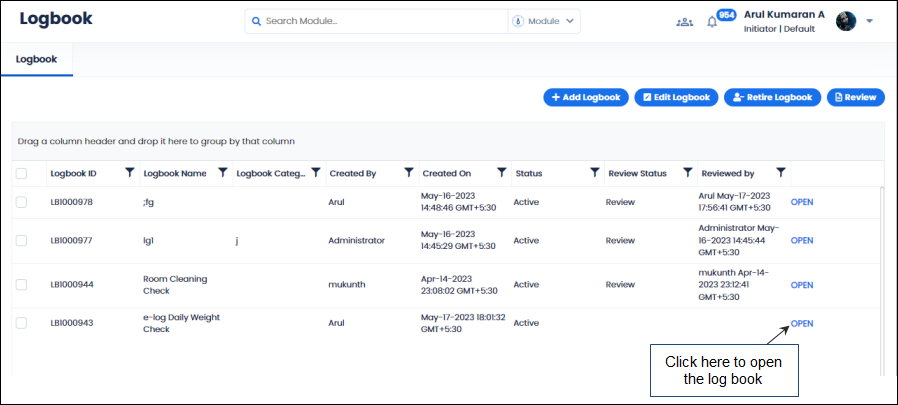 Logbook
Search Module..
Module
954
Arul Kumaran A
Initiator | Default
Logbook
Add Logbook
Edit Logbook
Retire Logbook
Review
Drag a column header and drop it here to group by that column
Logbook ID Logbook Name Logbook Categ... Created By Created On Status Review Status Reviewed by
LB1000978 ;fg Arul May-16-2023 14:48:46 GMT+5:30 Active Review Arul May-17-2023 17:56:41 GMT+5:30 OPEN
LB1000977 lg1 j Administrator May-16-2023 14:45:29 GMT+5:30 Active Review Administrator May-16-2023 14:45:44 GMT+5:30 OPEN
LB1000944 Room Cleaning Check mukunth Apr-14-2023 23:08:02 GMT+5:30 Active Review mukunth Apr-14-2023 23:12:41 GMT+5:30 OPEN
LB1000943 e-log Daily Weight Check Arul May-17-2023 18:01:32 GMT+5:30 Active OPEN
Click here to open
the log book